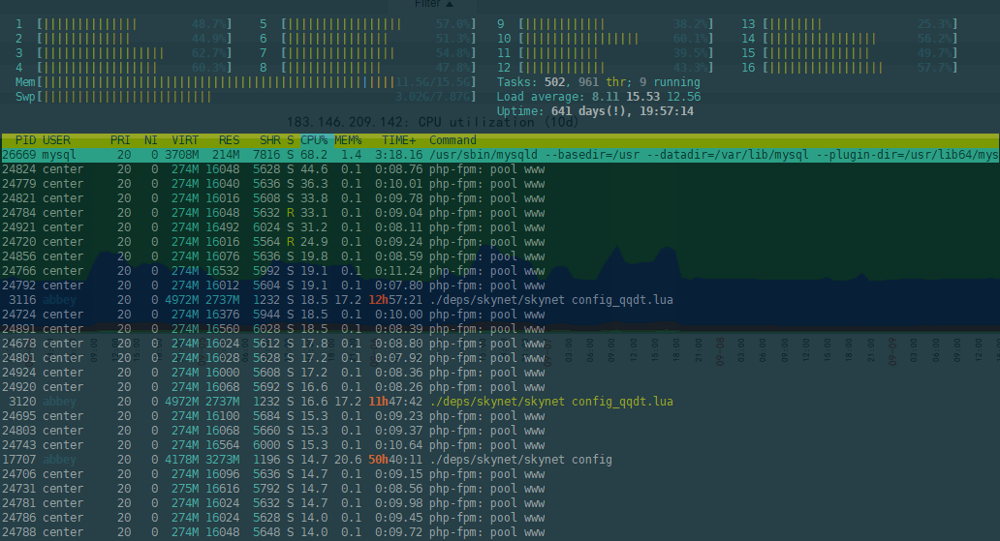 Filter ▲
1 [|||||||||||||| 48.7%] 5 [||||||||||||||||| 57.0%] 9 [|||||||||||| 38.2%] 13 [|||||||| 25.3%]
2 [|||||||||||||| 44.9%] 6 [||||||||||||||| 51.3%] 10 [||||||||||||||||| 60.1%] 14 [|||||||||||||||| 56.2%]
3 [|||||||||||||||||| 62.7%] 7 [|||||||||||||||| 54.8%] 11 [||||||||||| 39.5%] 15 [|||||||||||||||| 49.7%]
4 [||||||||||||||||| 60.3%] 8 [|||||||||||||| 47.8%] 12 [|||||||||||| 43.3%] 16 [||||||||||||||||| 57.7%]
Mem[||||||||||||||||||||||||||||||||||||||||||||||||||||11.5G/15.5G] Tasks: 502, 961 thr; 9 running
Swp[||||||||||||||||||||||||| 3.02G/7.87G] Load average: 8.11 15.53 12.56
Uptime: 641 days(!), 19:57:14
183.146.209.142: CPU utilization (10d)
PID USER PRI NI VIRT RES SHR S CPU% MEM% TIME+ Command
26669 mysql 20 0 3708M 214M 7816 S 68.2 1.4 3:18.16 /usr/sbin/mysqld --basedir=/usr --datadir=/var/lib/mysql --plugin-dir=/usr/lib64/mys
24824 center 20 0 274M 16048 5628 S 44.6 0.1 0:08.76 php-fpm: pool www
24779 center 20 0 274M 16040 5636 S 36.3 0.1 0:10.01 php-fpm: pool www
24821 center 20 0 274M 16016 5608 S 33.8 0.1 0:09.78 php-fpm: pool www
24784 center 20 0 274M 16048 5632 R 33.1 0.1 0:09.04 php-fpm: pool www
24921 center 20 0 274M 16492 6024 S 31.2 0.1 0:08.11 php-fpm: pool www
24720 center 20 0 274M 16016 5564 R 24.9 0.1 0:09.24 php-fpm: pool www
24856 center 20 0 274M 16076 5636 S 19.8 0.1 0:08.59 php-fpm: pool www
24766 center 20 0 274M 16532 5992 S 19.1 0.1 0:11.24 php-fpm: pool www
24792 center 20 0 274M 16012 5604 S 19.1 0.1 0:07.80 php-fpm: pool www
3116 abbey 20 0 4972M 2737M 1232 S 18.5 17.2 12h57:21 ./deps/skynet/skynet config_qqdt.lua
24724 center 20 0 274M 16376 5944 S 18.5 0.1 0:10.00 php-fpm: pool www
24891 center 20 0 274M 16560 6028 S 18.5 0.1 0:08.39 php-fpm: pool www
24678 center 20 0 274M 16024 5612 S 17.8 0.1 0:08.80 php-fpm: pool www
24801 center 20 0 274M 16028 5628 S 17.2 0.1 0:07.92 php-fpm: pool www
24924 center 20 0 274M 16000 5608 S 17.2 0.1 0:08.36 php-fpm: pool www
24920 center 20 0 274M 16068 5692 S 16.6 0.1 0:08.26 php-fpm: pool www
3120 abbey 20 0 4972M 2737M 1232 S 16.6 17.2 11h47:42 ./deps/skynet/skynet config_qqdt.lua
24695 center 20 0 274M 16100 5684 S 15.3 0.1 0:09.23 php-fpm: pool www
24803 center 20 0 274M 16068 5660 S 15.3 0.1 0:09.37 php-fpm: pool www
24743 center 20 0 274M 16564 6000 S 15.3 0.1 0:10.64 php-fpm: pool www
17707 abbey 20 0 4178M 3273M 1196 S 14.7 20.6 50h40:11 ./deps/skynet/skynet config
24706 center 20 0 274M 16096 5636 S 14.7 0.1 0:09.15 php-fpm: pool www
24731 center 20 0 275M 16616 5792 S 14.7 0.1 0:08.56 php-fpm: pool www
24781 center 20 0 274M 16024 5632 S 14.7 0.1 0:09.98 php-fpm: pool www
24786 center 20 0 274M 16024 5628 S 14.0 0.1 0:09.45 php-fpm: pool www
24788 center 20 0 274M 16048 5648 S 14.0 0.1 0:09.72 php-fpm: pool www